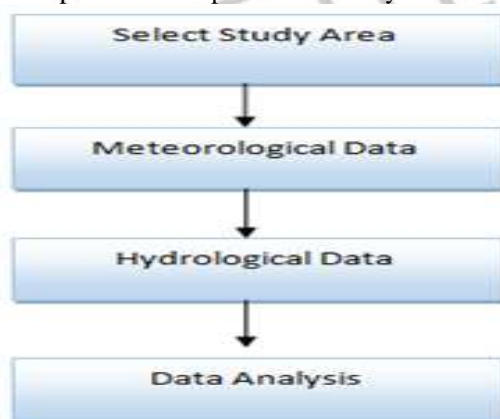 Select Study Area
Meteorological Data
Hydrological Data
Data Analysis